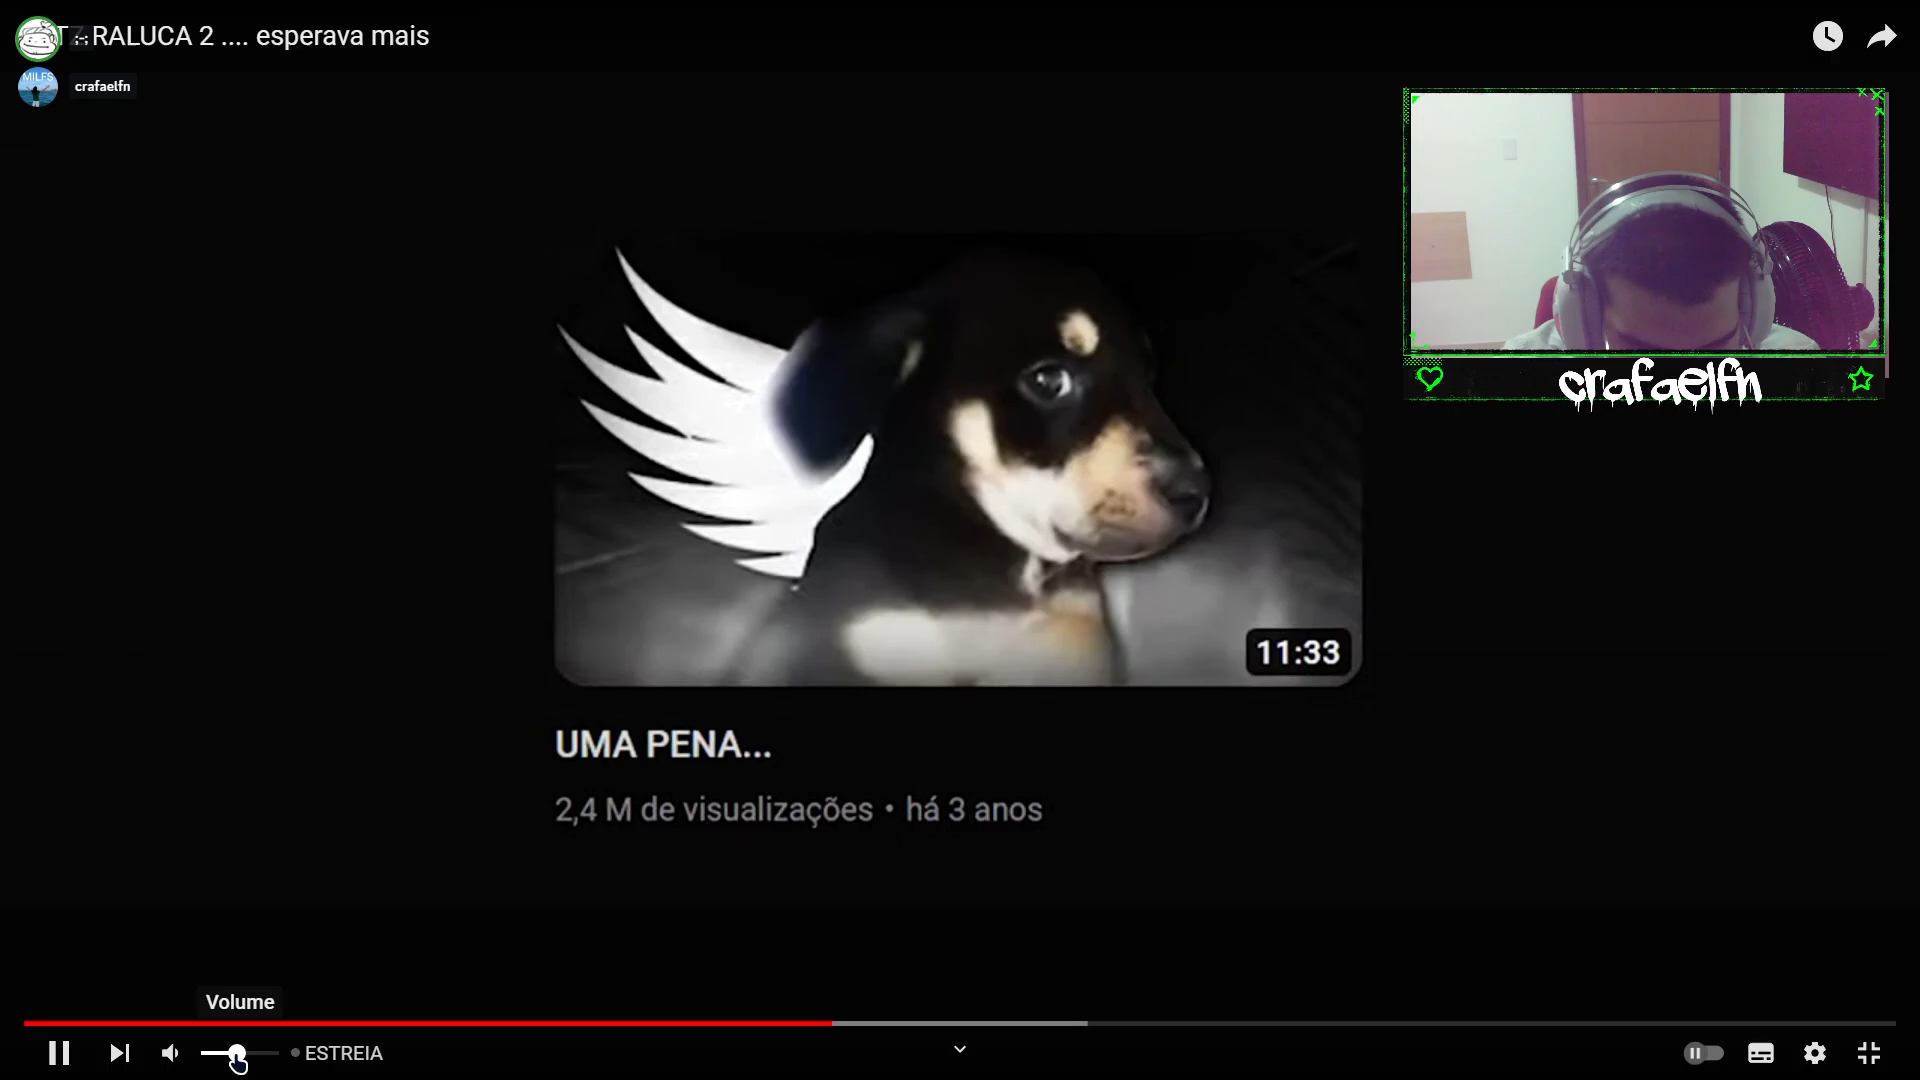 RALUCA 2 .... esperava mais
MILFS
crafaelfn
crafaelfn
11:33
UMA PENA...
2,4 M de visualizações • há 3 anos
Volume
ESTREIA